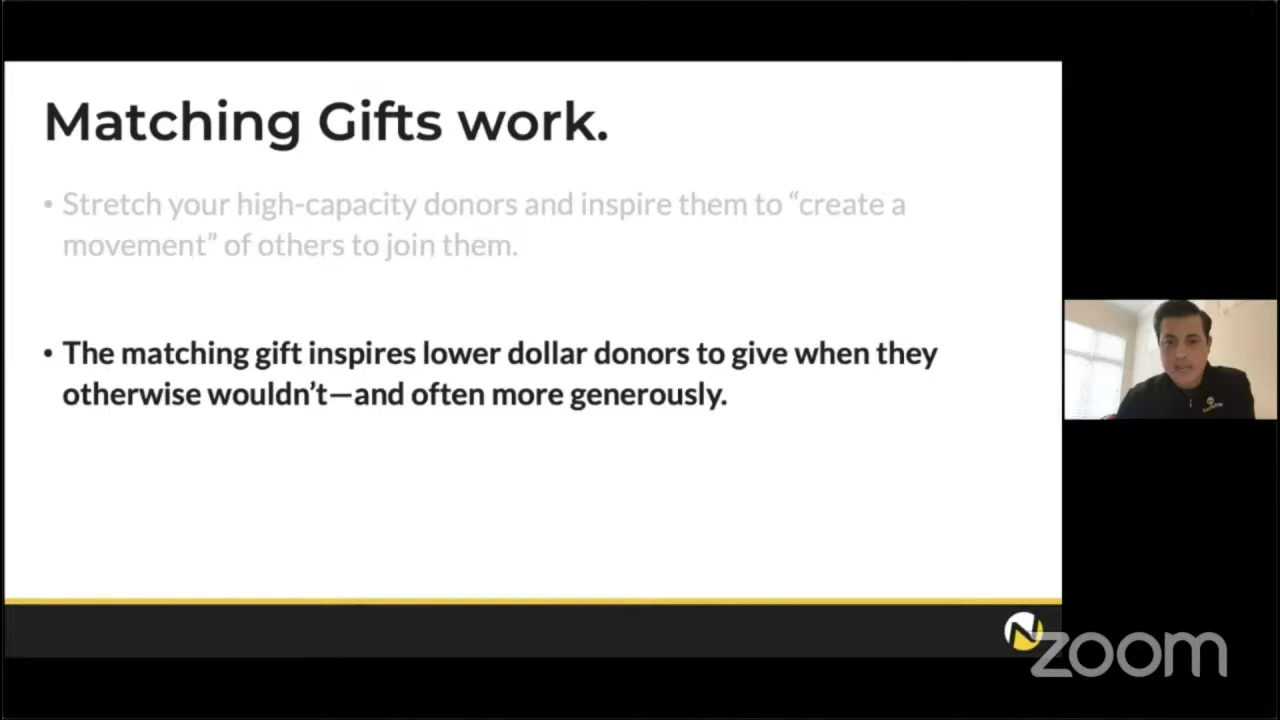 Matching Gifts work.
• Stretch your high-capacity donors and inspire them to “create a
movement” of others to join them.
• The matching gift inspires lower dollar donors to give when they
otherwise wouldn’t—and often more generously.
N
zoom